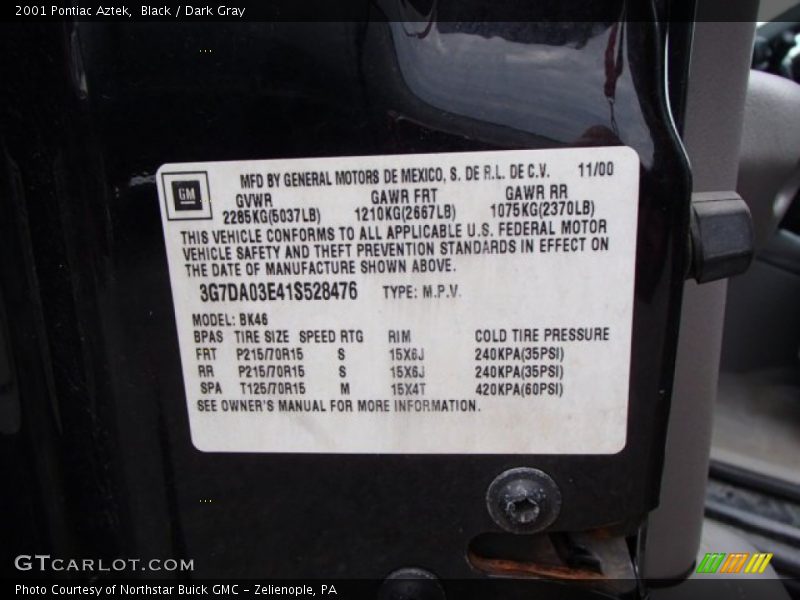 2001 Pontiac Aztek,  Black / Dark Gray
GM
MFD BY GENERAL MOTORS DE MEXICO, S. DE R.L. DE C.V. 11/00
GVWR GAWR FRT GAWR RR
2285KG(5037LB) 1210KG(2667LB) 1075KG(2370LB)
THIS VEHICLE CONFORMS TO ALL APPLICABLE U.S. FEDERAL MOTOR
VEHICLE SAFETY AND THEFT PREVENTION STANDARDS IN EFFECT ON
THE DATE OF MANUFACTURE SHOWN ABOVE.
3G7DA03E41S528476 TYPE: M.P.V.
MODEL: BK46
BPAS TIRE SIZE SPEED RTG RIM COLD TIRE PRESSURE
FRT P215/70R15 S 15X6J 240KPA(35PSI)
RR P215/70R15 S 15X6J 240KPA(35PSI)
SPA T125/70R15 M 15X4T 420KPA(60PSI)
SEE OWNER'S MANUAL FOR MORE INFORMATION.
GTCARLOT.COM
Photo Courtesy of Northstar Buick GMC - Zelienople, PA